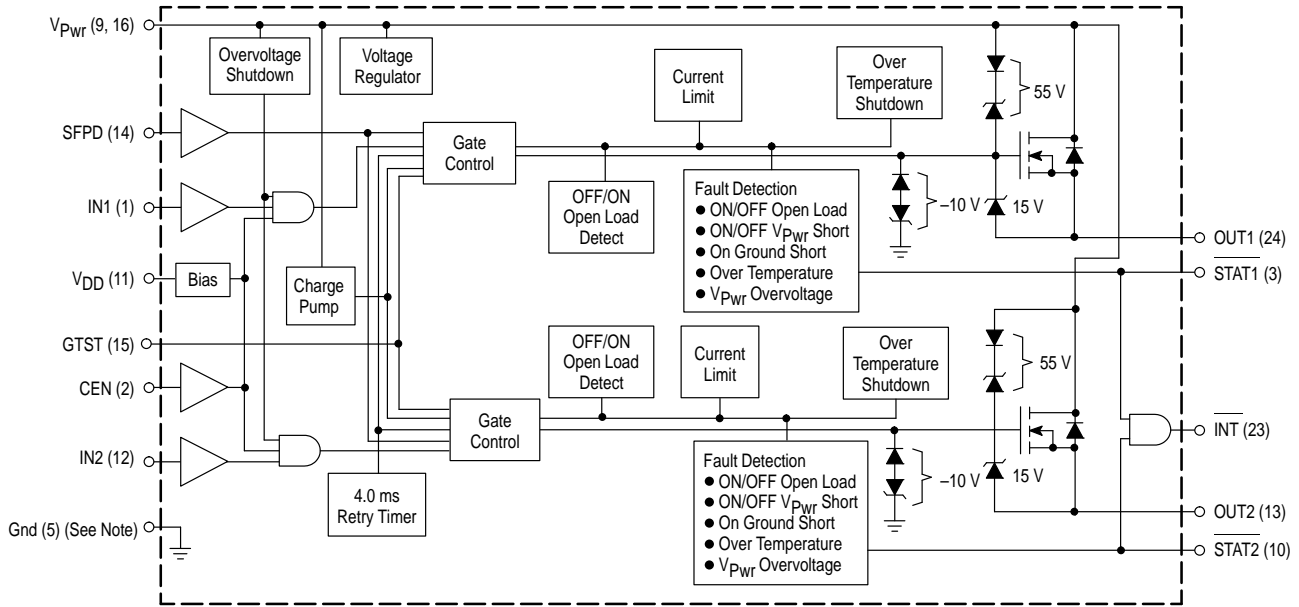 VPwr (9, 16)
Overvoltage
Shutdown
Voltage
Regulator
Current
Limit
Over
Temperature
Shutdown
55 V
SFPD (14)
Gate
Control
IN1 (1)
OFF/ON
Open Load
Detect
Fault Detection
● ON/OFF Open Load
● ON/OFF VPwr Short
● On Ground Short
● Over Temperature
● VPwr Overvoltage
–10 V
15 V
OUT1 (24)
STAT1 (3)
VDD (11)
Bias
Charge
Pump
GTST (15)
OFF/ON
Open Load
Detect
Current
Limit
Over
Temperature
Shutdown
55 V
CEN (2)
Gate
Control
INT (23)
IN2 (12)
4.0 ms
Retry Timer
Fault Detection
● ON/OFF Open Load
● ON/OFF VPwr Short
● On Ground Short
● Over Temperature
● VPwr Overvoltage
–10 V
15 V
OUT2 (13)
STAT2 (10)
Gnd (5) (See Note)